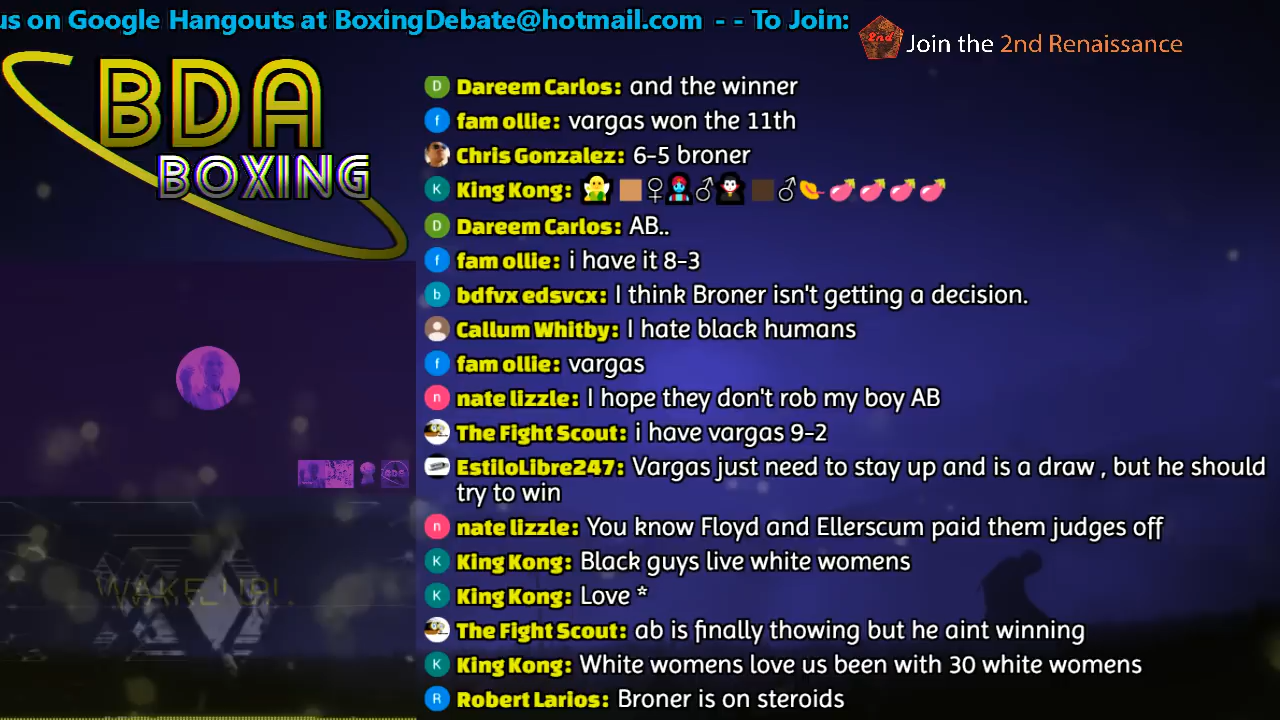 us on Google Hangouts at BoxingDebate@hotmail.com - - To Join:
2nd
Join the 2nd Renaissance
BDA
BOXING
D Dareem Carlos: and the winner
f fam ollie: vargas won the 11th
Chris Gonzalez: 6-5 broner
K King Kong: 🧚🏽♀🧟♂🧛🏿♂👒🍆🍆🍆🍆
D Dareem Carlos: AB..
f fam ollie: i have it 8-3
b bdfvx edsvcx: I think Broner isn't getting a decision.
Callum Whitby: I hate black humans
f fam ollie: vargas
n nate lizzle: I hope they don't rob my boy AB
The Fight Scout: i have vargas 9-2
EstiloLibre247: Vargas just need to stay up and is a draw , but he should
try to win
n nate lizzle: You know Floyd and Ellerscum paid them judges off
K King Kong: Black guys live white womens
K King Kong: Love *
The Fight Scout: ab is finally thowing but he aint winning
K King Kong: White womens love us been with 30 white womens
R Robert Larios: Broner is on steroids
WAKE UP!